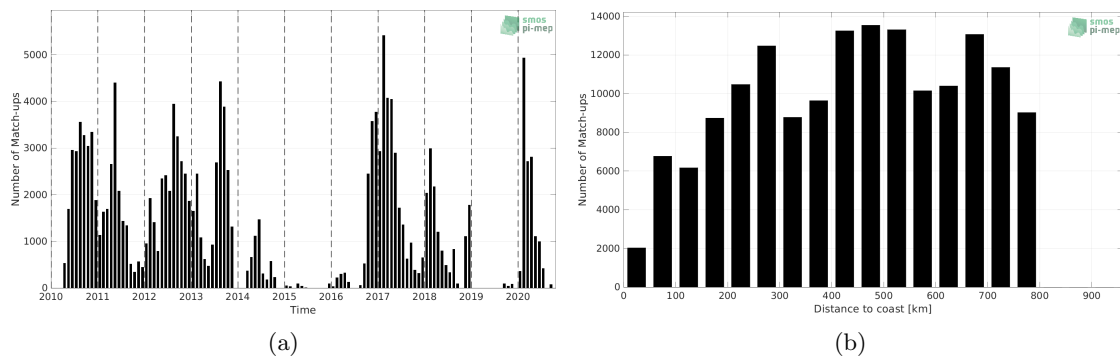 smos
pi-mep
Number of Match-ups
5000
4000
3000
2000
1000
0
2010 2011 2012 2013 2014 2015 2016 2017 2018 2019 2020
Time
(a)
smos
pi-mep
Number of Match-ups
14000
12000
10000
8000
6000
4000
2000
0
0 100 200 300 400 500 600 700 800 900
Distance to coast [km]
(b)